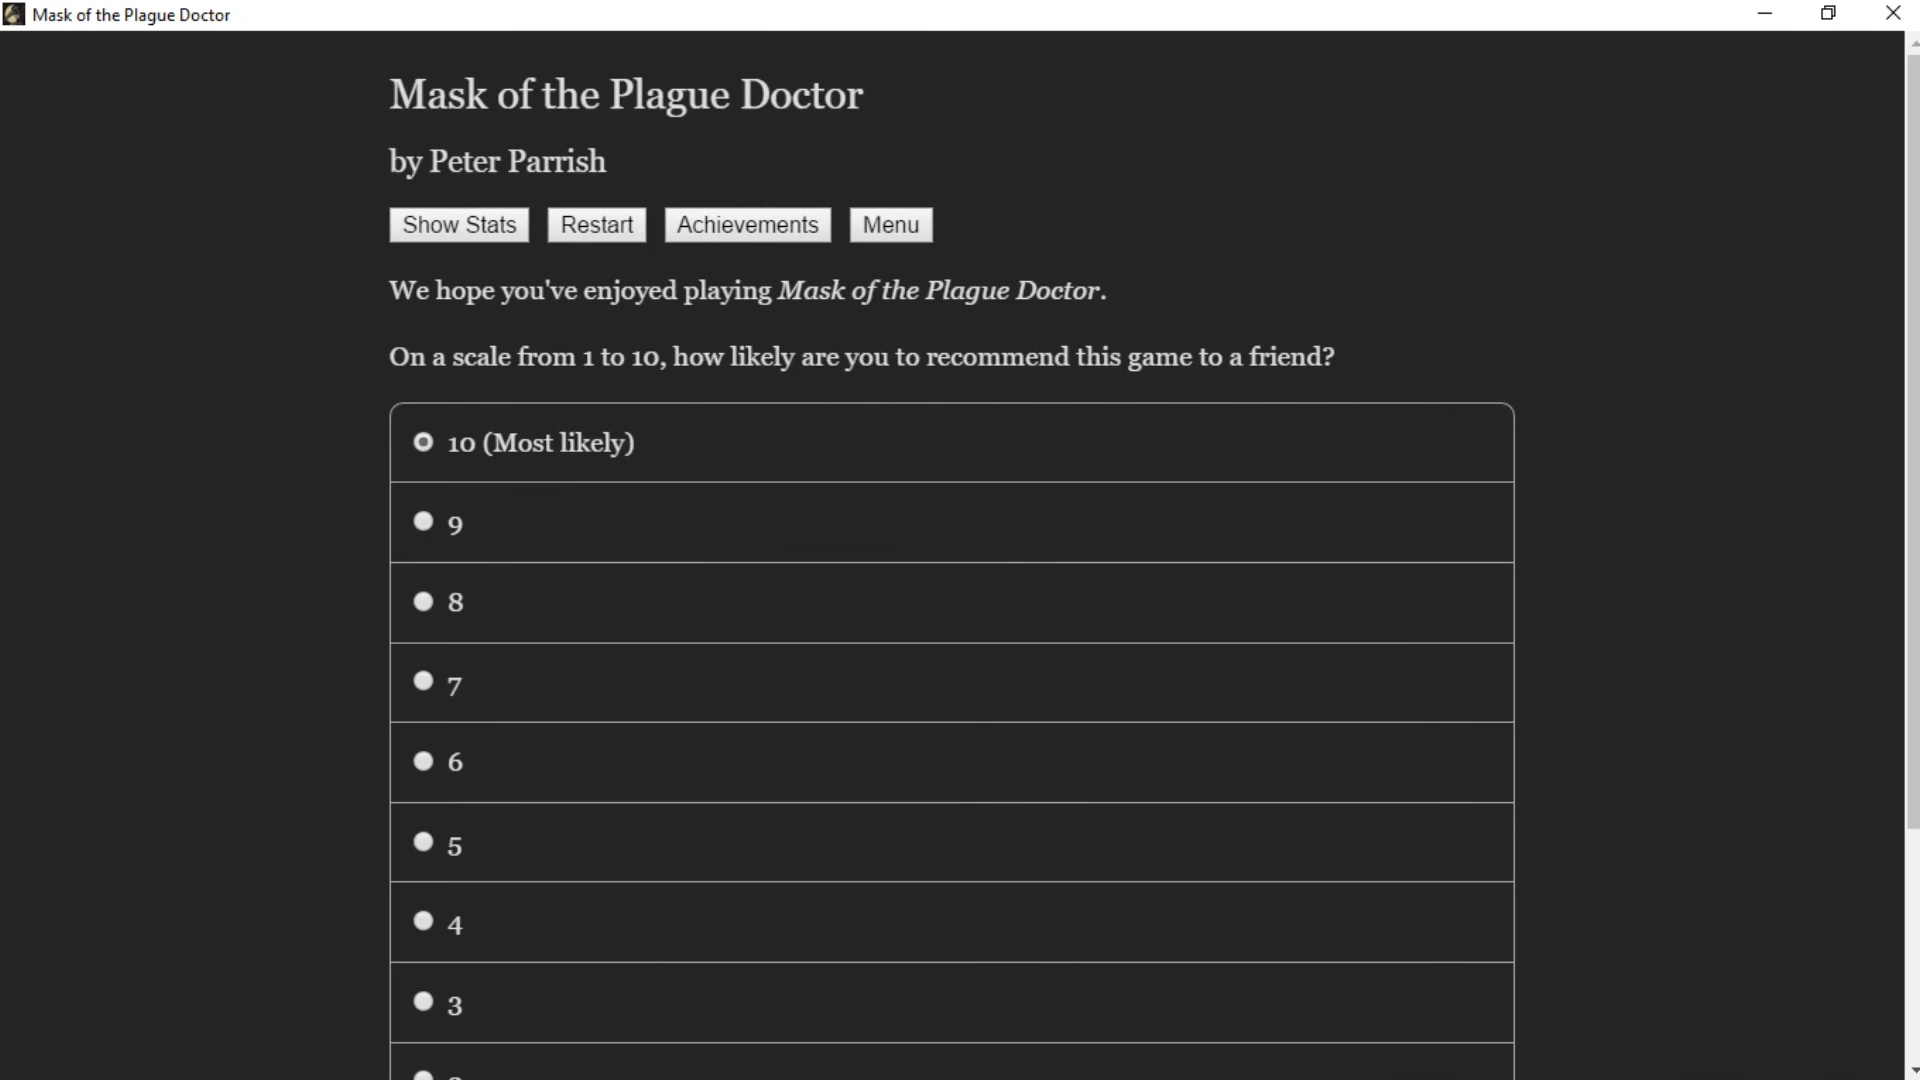 Mask of the Plague Doctor
Mask of the Plague Doctor
by Peter Parrish
Show Stats Restart Achievements Menu
We hope you've enjoyed playing Mask of the Plague Doctor.
On a scale from 1 to 10, how likely are you to recommend this game to a friend?
10 (Most likely)
9
8
7
6
5
4
3